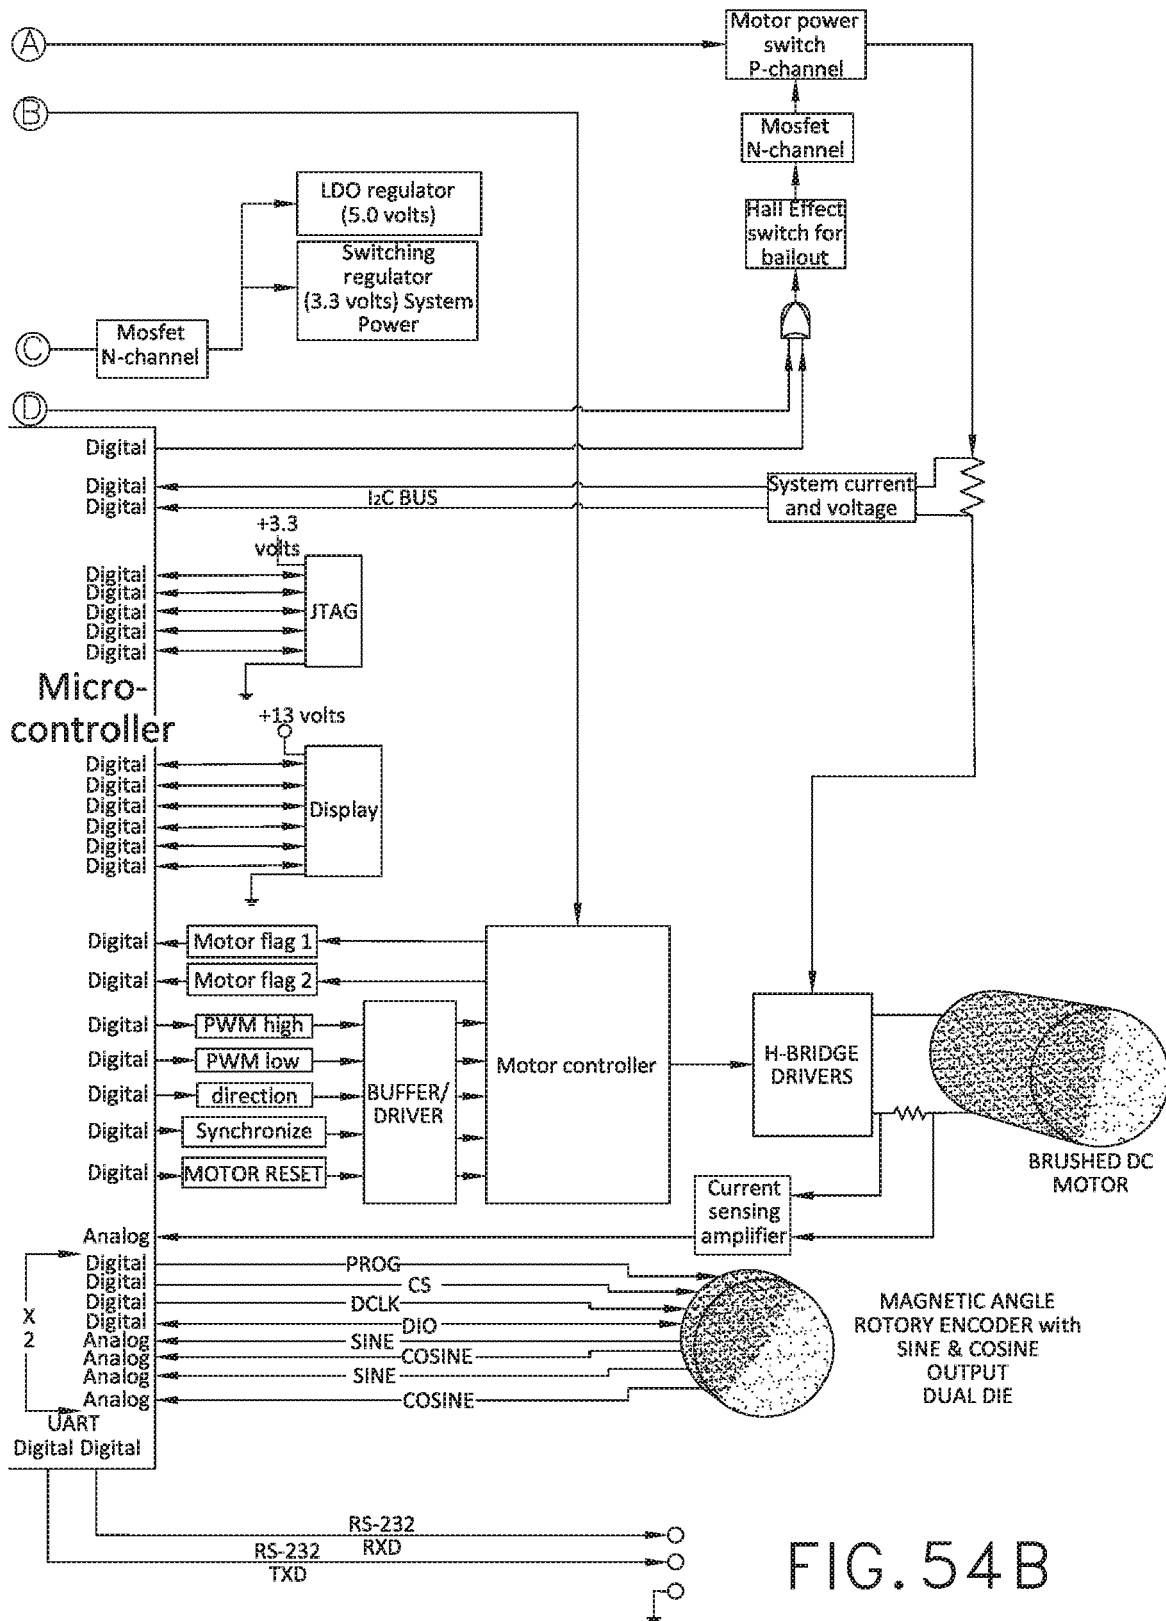 A
Motor power
switch
P-channel
B
Mosfet
N-channel
LDO regulator
(5.0 volts)
Hall Effect
switch for
bailout
Switching
regulator
(3.3 volts) System
Power
C
Mosfet
N-channel
D
Digital
Digital
I2C BUS
Digital
System current
and voltage
+3.3
volts
Digital
Digital
Digital
Digital
Digital
JTAG
Micro-
controller
+13 volts
Digital
Digital
Digital
Digital
Digital
Digital
Display
Digital
Motor flag 1
Digital
Motor flag 2
Digital
PWM high
Digital
PWM low
Digital
direction
Digital
Synchronize
Digital
MOTOR RESET
BUFFER/
DRIVER
Motor controller
H-BRIDGE
DRIVERS
BRUSHED DC
MOTOR
Current
sensing
amplifier
Analog
Digital
PROG
Digital
CS
Digital
DCLK
Digital
DIO
Analog
SINE
Analog
COSINE
Analog
SINE
Analog
COSINE
X
2
MAGNETIC ANGLE
ROTARY ENCODER with
SINE & COSINE
OUTPUT
DUAL DIE
UART
Digital Digital
RS-232
RXD
RS-232
TXD
FIG. 54B